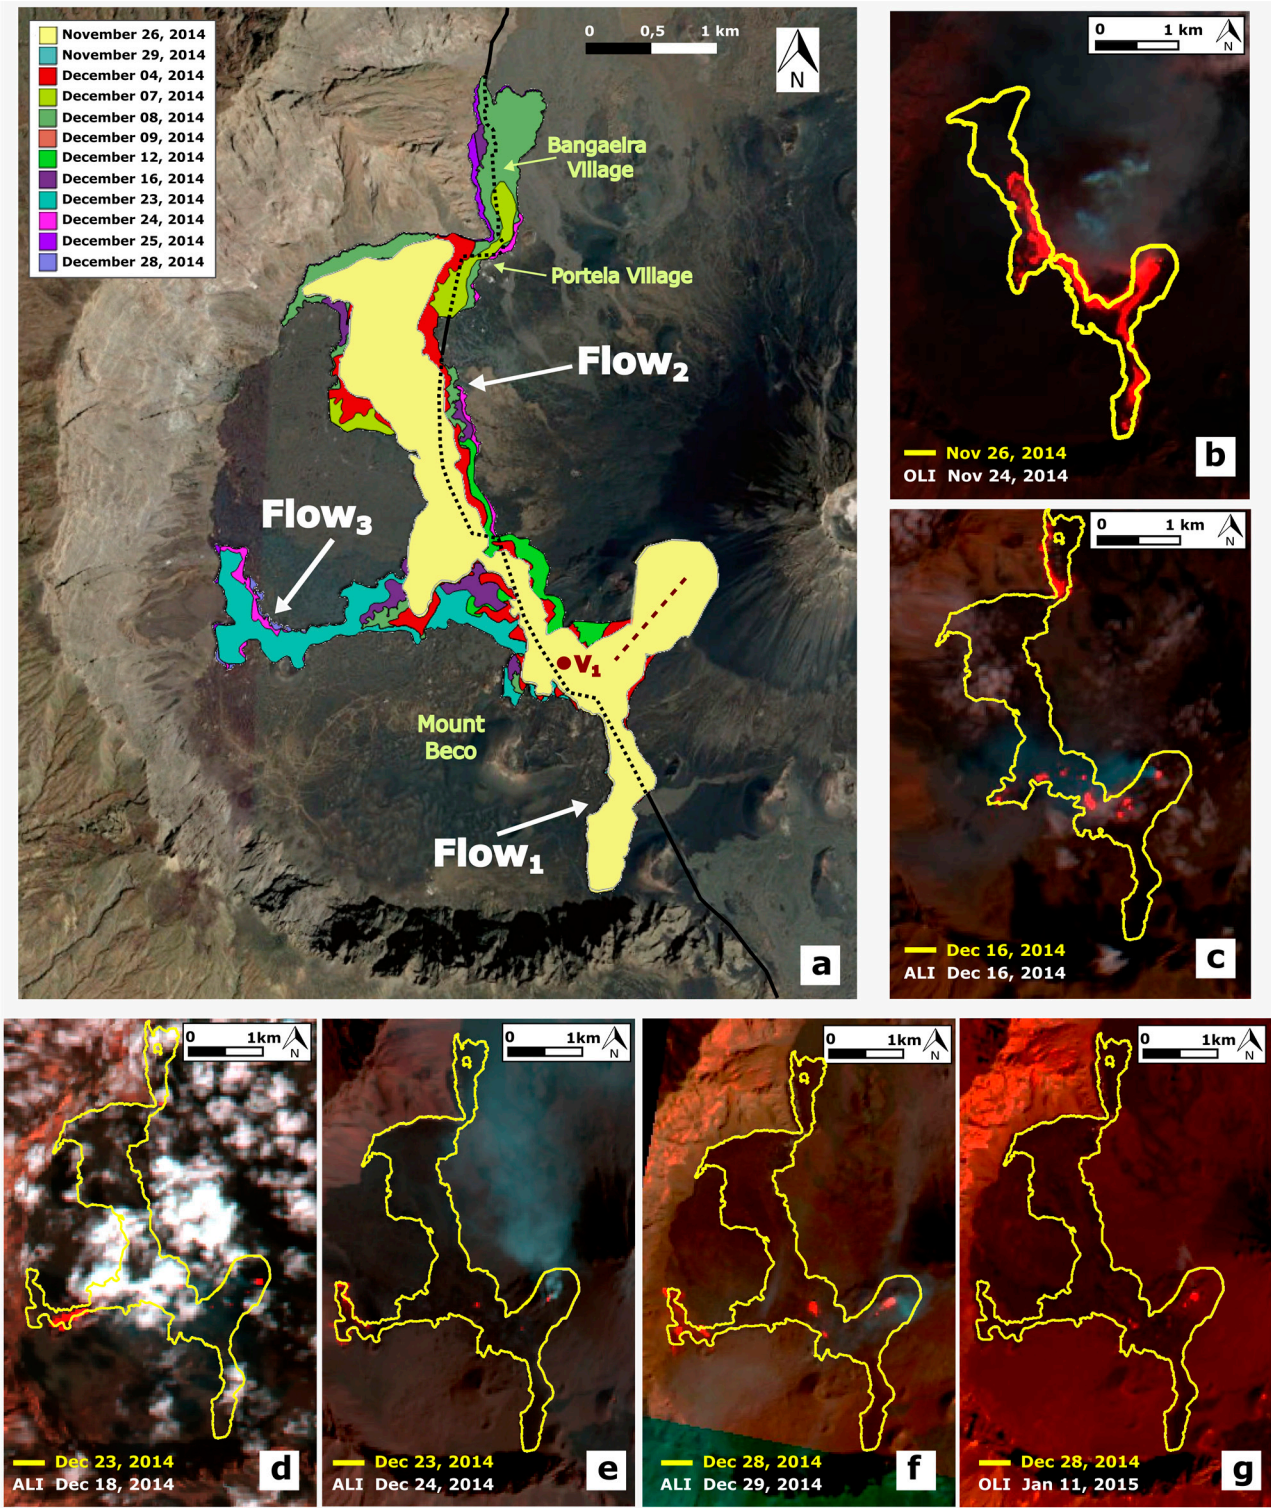 November 26, 2014
November 29, 2014
December 04, 2014
December 07, 2014
December 08, 2014
December 09, 2014
December 12, 2014
December 16, 2014
December 23, 2014
December 24, 2014
December 25, 2014
December 28, 2014
0 0,5 1 km
N
Bangaeira
Village
Portela Village
Flow2
Flow3
V1
Mount
Beco
Flow1
a
0 1 km
N
Nov 26, 2014
OLI Nov 24, 2014
b
0 1 km
N
Dec 16, 2014
ALI Dec 16, 2014
c
0 1km
N
Dec 23, 2014
ALI Dec 18, 2014
d
0 1km
N
Dec 23, 2014
ALI Dec 24, 2014
e
0 1km
N
Dec 28, 2014
ALI Dec 29, 2014
f
0 1km
N
Dec 28, 2014
OLI Jan 11, 2015
g